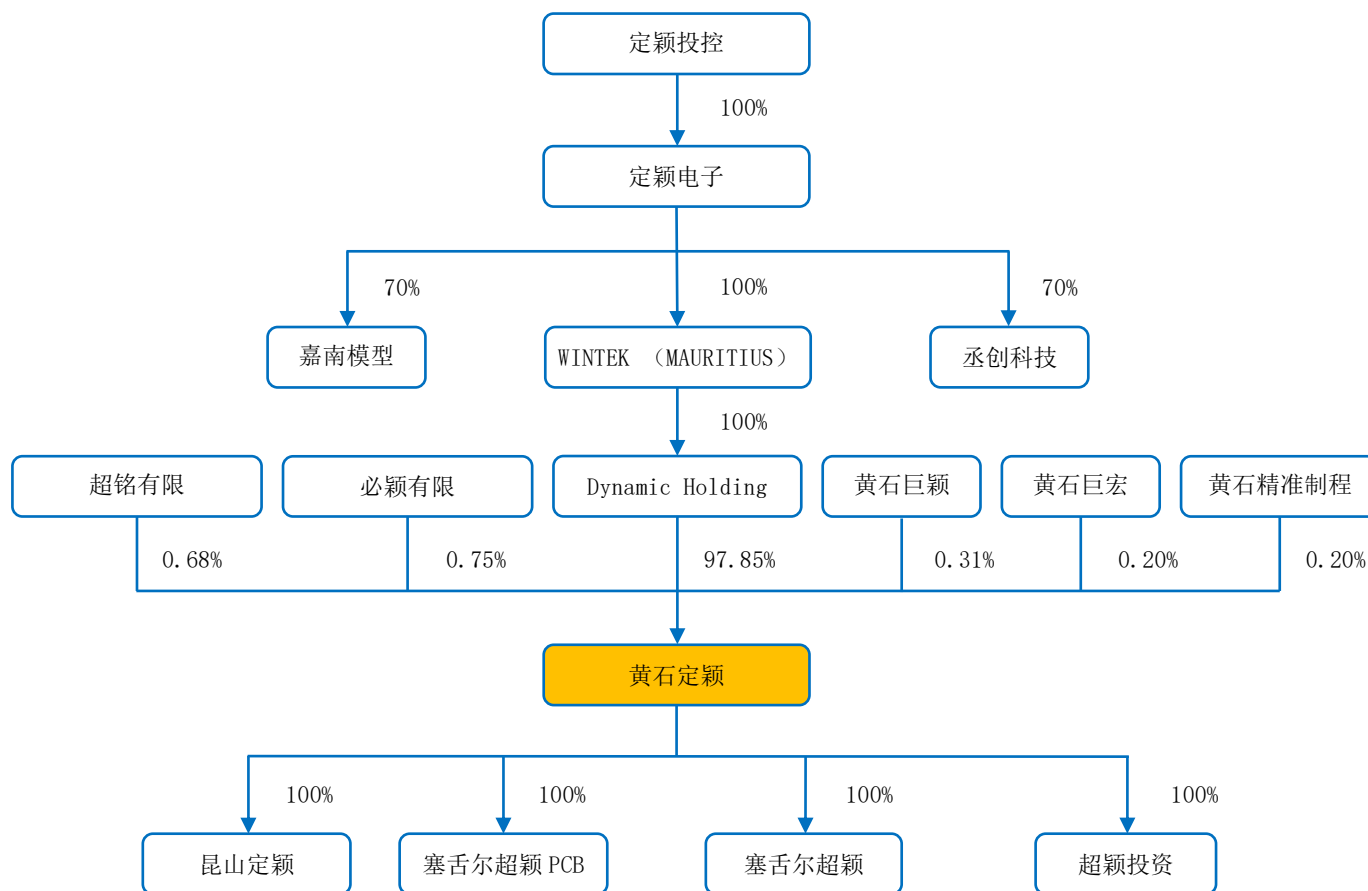 定颖投控
100%
定颖电子
70%
100%
70%
嘉南模型
WINTEK （MAURITIUS）
丞创科技
100%
超铭有限
必颖有限
Dynamic Holding
黄石巨颖
黄石巨宏
黄石精准制程
0.68%
0.75%
97.85%
0.31%
0.20%
0.20%
黄石定颖
100%
100%
100%
100%
昆山定颖
塞舌尔超颖 PCB
塞舌尔超颖
超颖投资